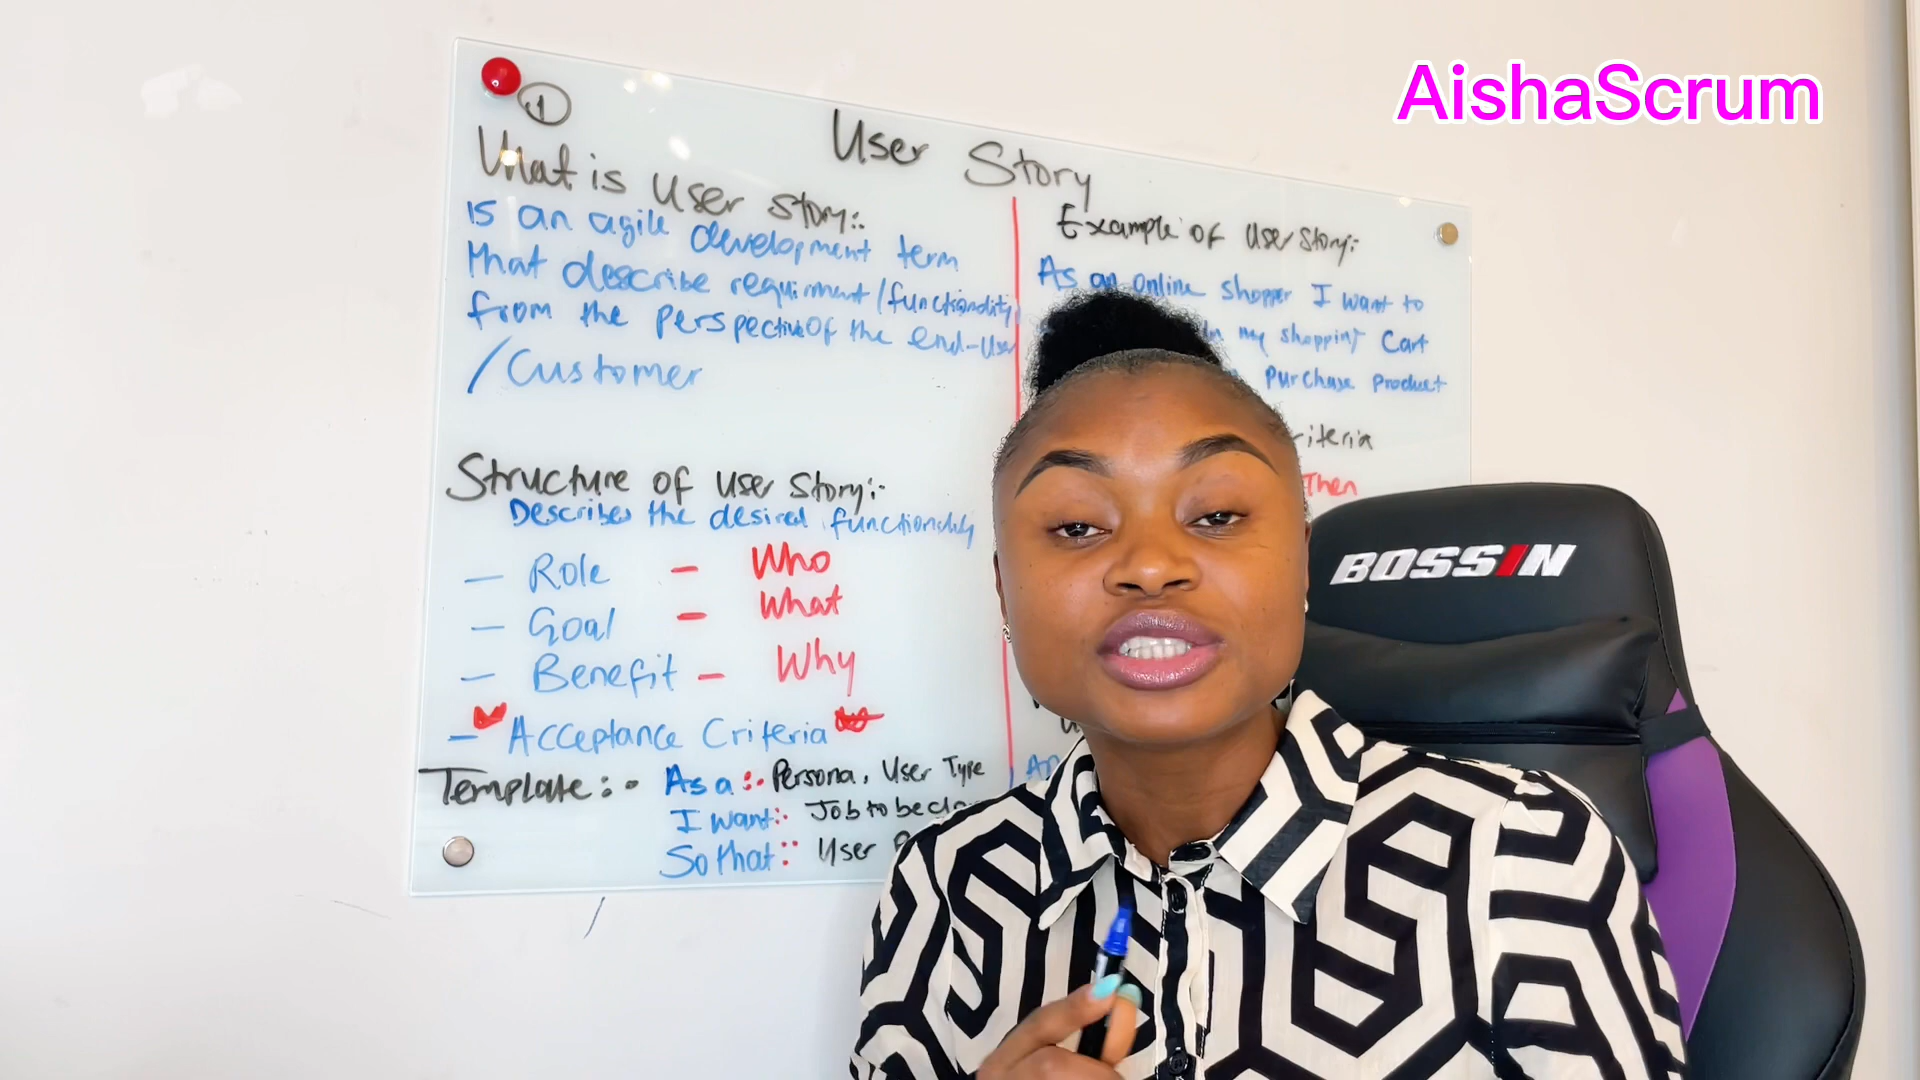 AishaScrum
1
User Story
What is User Story:
is an agile development term
that describe requirment/functionality
from the perspective of the end-User
/Customer
Structure of User Story:-
Describes the desired functionality
- Role - Who
- Goal - What
- Benefit - Why
- Acceptance Criteria
Template: As a: Persona, User Type
I want: Job to be
So that: User
Example of User Story:
As an online shopper I want to
in my shopping Cart
Purchase Product
Then
BOSSIN